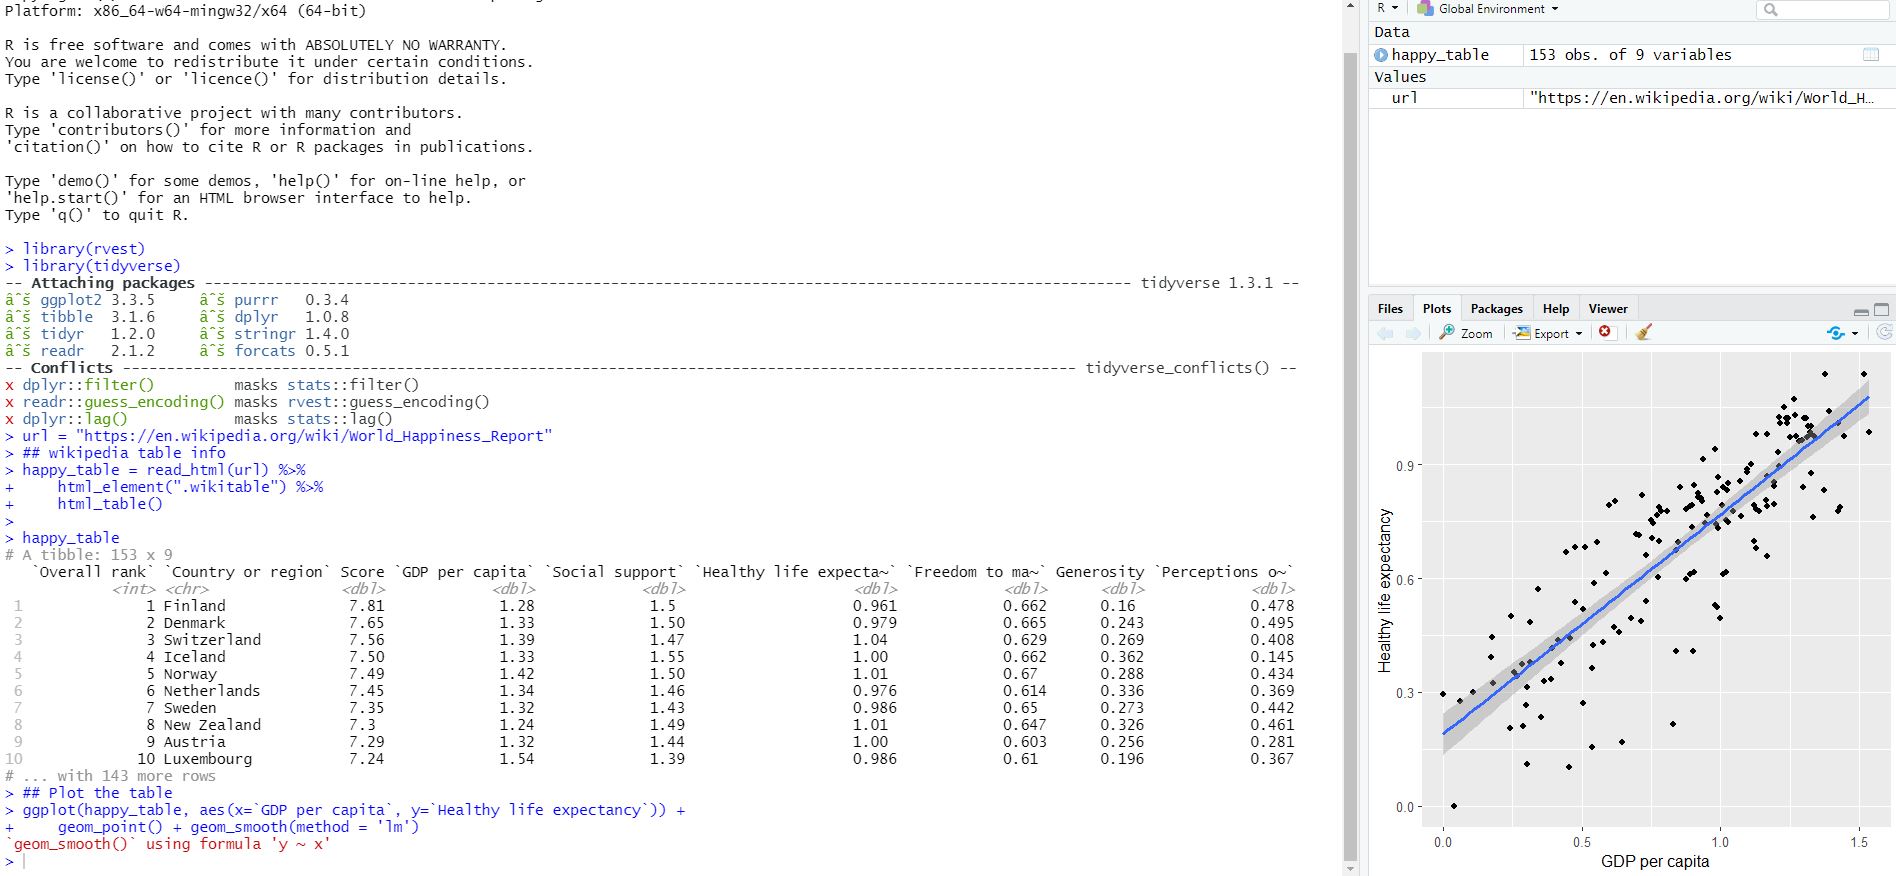 Platform: x86_64-w64-mingw32/x64 (64-bit)
R is free software and comes with ABSOLUTELY NO WARRANTY.
You are welcome to redistribute it under certain conditions.
Type 'license()' or 'licence()' for distribution details.
R is a collaborative project with many contributors.
Type 'contributors()' for more information and
'citation()' on how to cite R or R packages in publications.
Type 'demo()' for some demos, 'help()' for on-line help, or
'help.start()' for an HTML browser interface to help.
Type 'q()' to quit R.
> library(rvest)
> library(tidyverse)
-- Attaching packages --- tidyverse 1.3.1 --
âˆš ggplot2 3.3.5 âˆš purrr 0.3.4
âˆš tibble 3.1.6 âˆš dplyr 1.0.8
âˆš tidyr 1.2.0 âˆš stringr 1.4.0
âˆš readr 2.1.2 âˆš forcats 0.5.1
-- Conflicts --- tidyverse_conflicts() --
x dplyr::filter() masks stats::filter()
x readr::guess_encoding() masks rvest::guess_encoding()
x dplyr::lag() masks stats::lag()
> url = "https://en.wikipedia.org/wiki/World_Happiness_Report"
> ## wikipedia table info
> happy_table = read_html(url) %>%
+ html_element(".wikitable") %>%
+ html_table()
>
> happy_table
# A tibble: 153 x 9
`Overall rank` `Country or region` Score `GDP per capita` `Social support` `Healthy life expecta~` `Freedom to ma~` Generosity `Perceptions o~`
<int> <chr> <dbl> <dbl> <dbl> <dbl> <dbl> <dbl> <dbl>
1 1 Finland 7.81 1.28 1.5 0.961 0.662 0.16 0.478
2 2 Denmark 7.65 1.33 1.50 0.979 0.665 0.243 0.495
3 3 Switzerland 7.56 1.39 1.47 1.04 0.629 0.269 0.408
4 4 Iceland 7.50 1.33 1.55 1.00 0.662 0.362 0.145
5 5 Norway 7.49 1.42 1.50 1.01 0.67 0.288 0.434
6 6 Netherlands 7.45 1.34 1.46 0.976 0.614 0.336 0.369
7 7 Sweden 7.35 1.32 1.43 0.986 0.65 0.273 0.442
8 8 New Zealand 7.3 1.24 1.49 1.01 0.647 0.326 0.461
9 9 Austria 7.29 1.32 1.44 1.00 0.603 0.256 0.281
10 10 Luxembourg 7.24 1.54 1.39 0.986 0.61 0.196 0.367
# ... with 143 more rows
> ## Plot the table
> ggplot(happy_table, aes(x=`GDP per capita`, y=`Healthy life expectancy`)) +
+ geom_point() + geom_smooth(method = 'lm')
`geom_smooth()` using formula 'y ~ x'
>
R Global Environment
Data
happy_table 153 obs. of 9 variables
Values
url "https://en.wikipedia.org/wiki/World_H…
Files Plots Packages Help Viewer
Zoom Export
Healthy life expectancy
0.9
0.6
0.3
0.0
0.0 0.5 1.0 1.5
GDP per capita